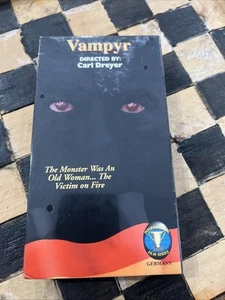 Vampyr
DIRECTED BY:
Carl Dreyer
The Monster Was An
Old Woman... The
Victim on Fire
GERMANY